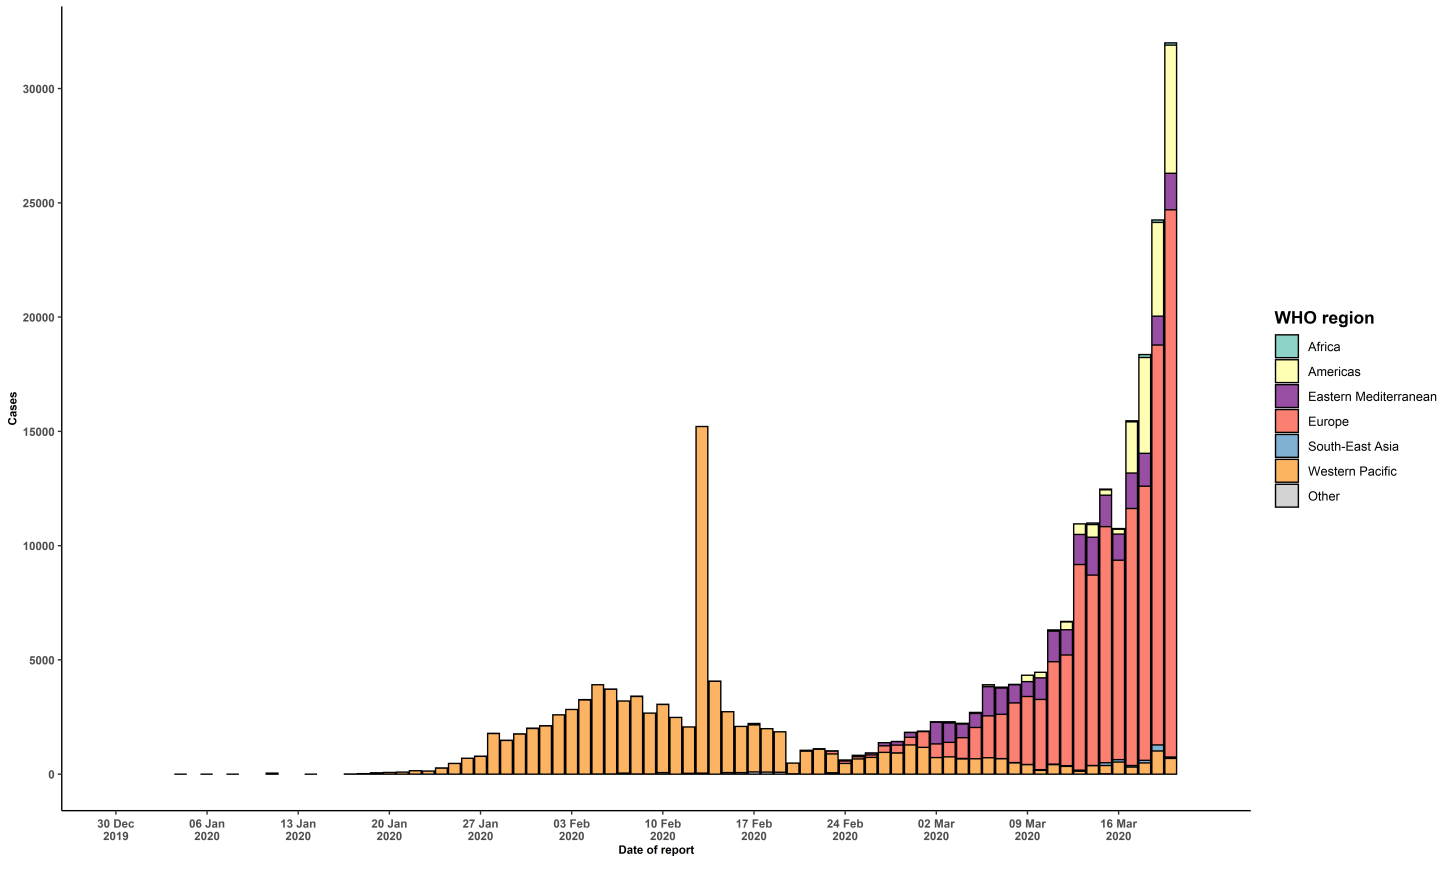 30000
25000
20000
15000
10000
5000
0
Cases
30 Dec
2019
06 Jan
2020
13 Jan
2020
20 Jan
2020
27 Jan
2020
03 Feb
2020
10 Feb
2020
17 Feb
2020
24 Feb
2020
02 Mar
2020
09 Mar
2020
16 Mar
2020
Date of report
WHO region
Africa
Americas
Eastern Mediterranean
Europe
South-East Asia
Western Pacific
Other